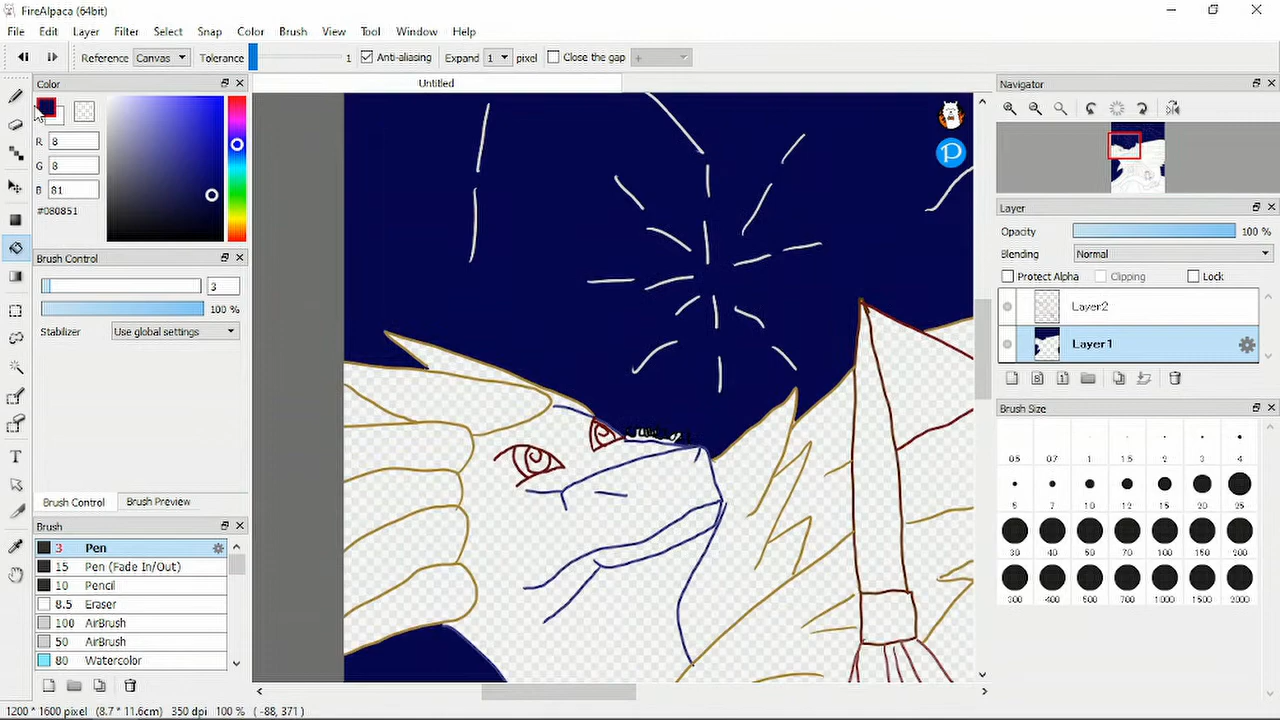 FireAlpaca (64bit)
File Edit Layer Filter Select Snap Color Brush View Tool Window Help
Reference Canvas Tolerance 1 Anti-aliasing Expand 1 pixel Close the gap +
Color
Untitled
Navigator
R 8
G 8
B 81
#080851
Layer
Opacity 100 %
Blending Normal
Protect Alpha Clipping Lock
Layer2
Layer1
Brush Control
3
100 %
Stabilizer Use global settings
Brush Size
0.5 0.7 1 1.5 2 3 4
5 7 10 12 15 20 25
30 40 50 70 100 150 200
300 400 500 700 1000 1500 2000
Brush Control Brush Preview
Brush
3 Pen
15 Pen (Fade In/Out)
10 Pencil
8.5 Eraser
100 AirBrush
50 AirBrush
80 Watercolor
1200 * 1600 pixel (8.7 * 11.6cm) 350 dpi 100 % ( -88, 371 )